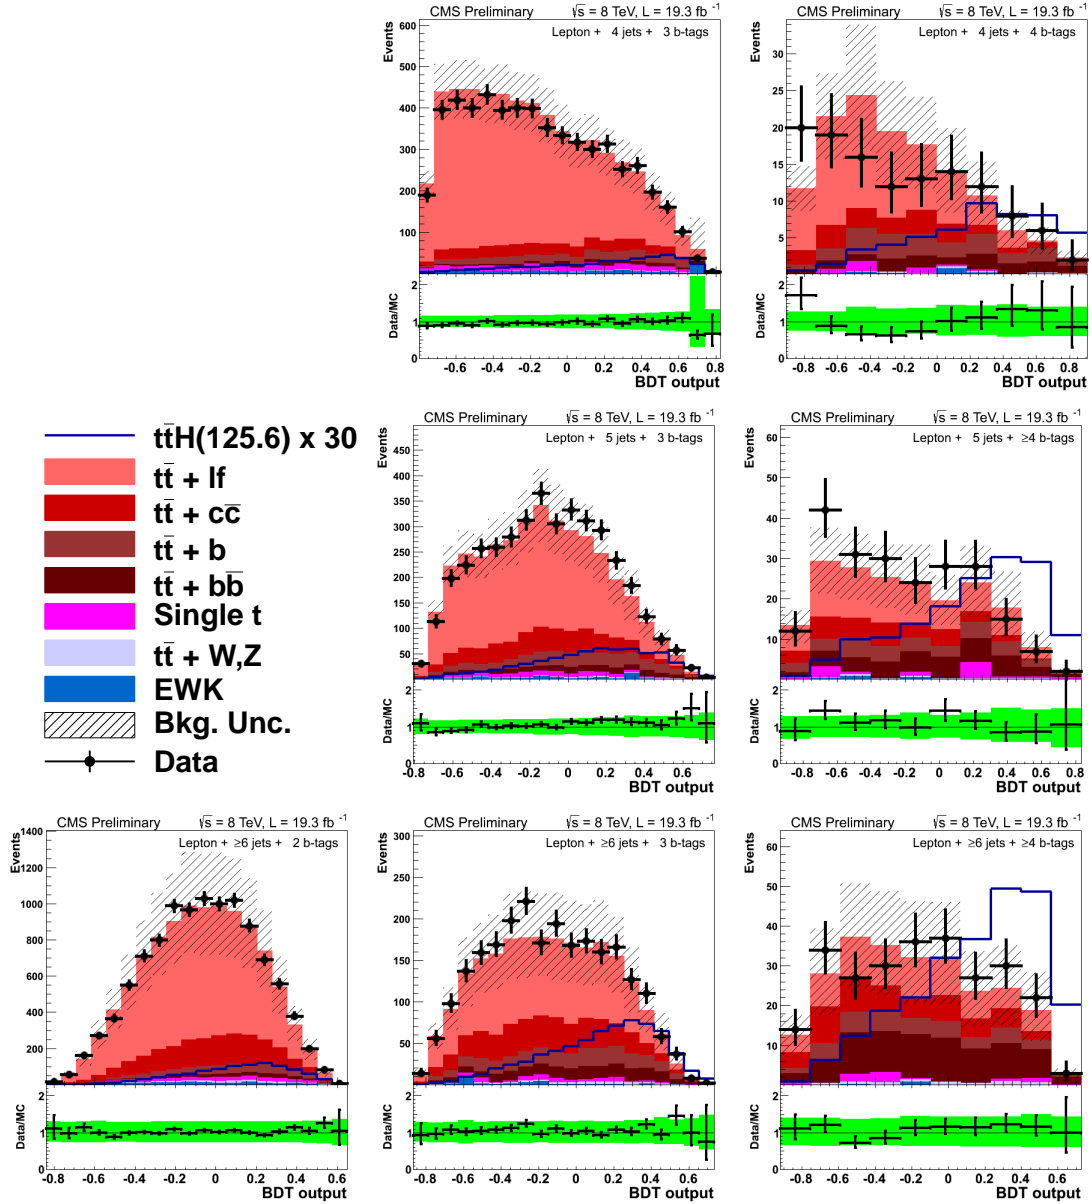 CMS Preliminary √s = 8 TeV, L = 19.3 fb -1
Lepton + 4 jets + 3 b-tags
Events
600
500
400
300
200
100
Data/MC
2
1
0
-0.6 -0.4 -0.2 0 0.2 0.4 0.6 0.8
BDT output
CMS Preliminary √s = 8 TeV, L = 19.3 fb -1
Lepton + 4 jets + 4 b-tags
Events
35
30
25
20
15
10
5
Data/MC
2
1
0
-0.8 -0.6 -0.4 -0.2 0 0.2 0.4 0.6 0.8
BDT output
tt̄H(125.6) x 30
tt̄ + lf
tt̄ + cc̄
tt̄ + b
tt̄ + bb̄
Single t
tt̄ + W,Z
EWK
Bkg. Unc.
Data
CMS Preliminary √s = 8 TeV, L = 19.3 fb -1
Lepton + 5 jets + 3 b-tags
Events
450
400
350
300
250
200
150
100
50
Data/MC
2
1
0
-0.8 -0.6 -0.4 -0.2 0 0.2 0.4 0.6
BDT output
CMS Preliminary √s = 8 TeV, L = 19.3 fb -1
Lepton + 5 jets + ≥4 b-tags
Events
60
50
40
30
20
10
Data/MC
2
1
0
-0.8 -0.6 -0.4 -0.2 0 0.2 0.4 0.6 0.8
BDT output
CMS Preliminary √s = 8 TeV, L = 19.3 fb -1
Lepton + ≥6 jets + 2 b-tags
Events
1400
1200
1000
800
600
400
200
Data/MC
2
1
0
-0.8 -0.6 -0.4 -0.2 0 0.2 0.4 0.6
BDT output
CMS Preliminary √s = 8 TeV, L = 19.3 fb -1
Lepton + ≥6 jets + 3 b-tags
Events
300
250
200
150
100
50
Data/MC
2
1
0
-0.8 -0.6 -0.4 -0.2 0 0.2 0.4 0.6
BDT output
CMS Preliminary √s = 8 TeV, L = 19.3 fb -1
Lepton + ≥6 jets + ≥4 b-tags
Events
60
50
40
30
20
10
Data/MC
2
1
0
-0.8 -0.6 -0.4 -0.2 0 0.2 0.4 0.6
BDT output